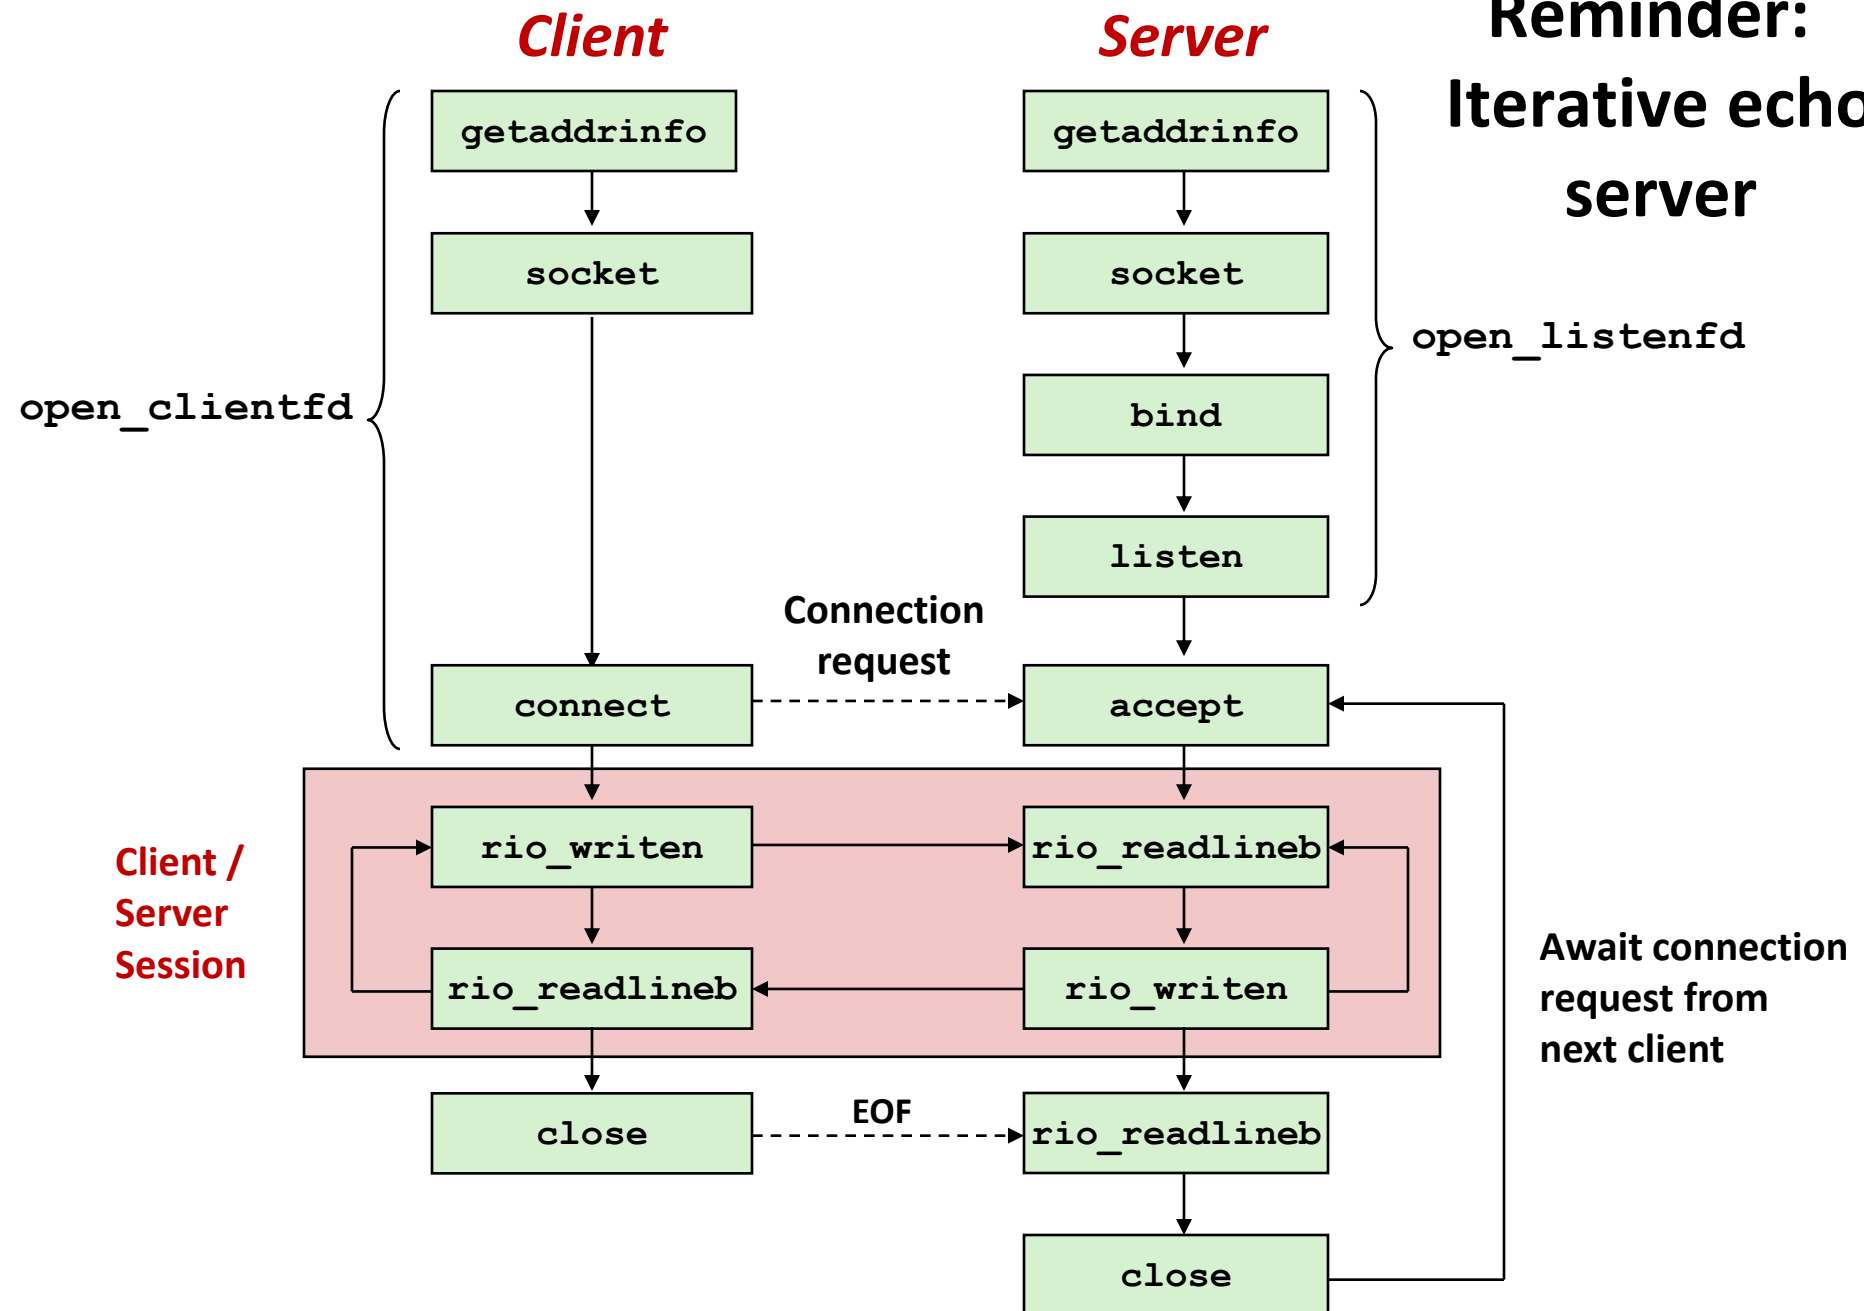 Client
Server
Reminder:
Iterative echo
server
getaddrinfo
getaddrinfo
socket
socket
open_listenfd
open_clientfd
bind
listen
Connection
request
connect
accept
Client /
Server
Session
rio_writen
rio_readlineb
rio_readlineb
rio_writen
Await connection
request from
next client
close
EOF
rio_readlineb
close